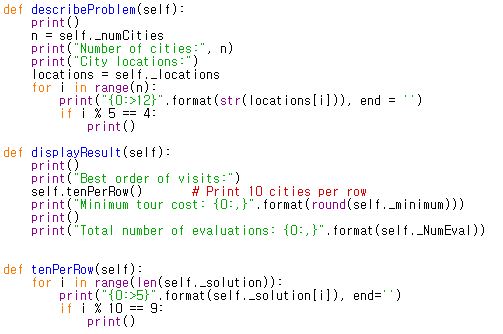 def describeProblem(self):
    print()
    n = self._numCities
    print("Number of cities:", n)
    print("City locations:")
    locations = self._locations
    for i in range(n):
        print("{0:>12}".format(str(locations[i])), end = '')
        if i % 5 == 4:
            print()
def displayResult(self):
    print()
    print("Best order of visits:")
    self.tenPerRow()       # Print 10 cities per row
    print("Minimum tour cost: {0:,}".format(round(self._minimum)))
    print()
    print("Total number of evaluations: {0:,}".format(self._NumEval))
def tenPerRow(self):
    for i in range(len(self._solution)):
        print("{0:>5}".format(self._solution[i]), end='')
        if i % 10 == 9:
            print()